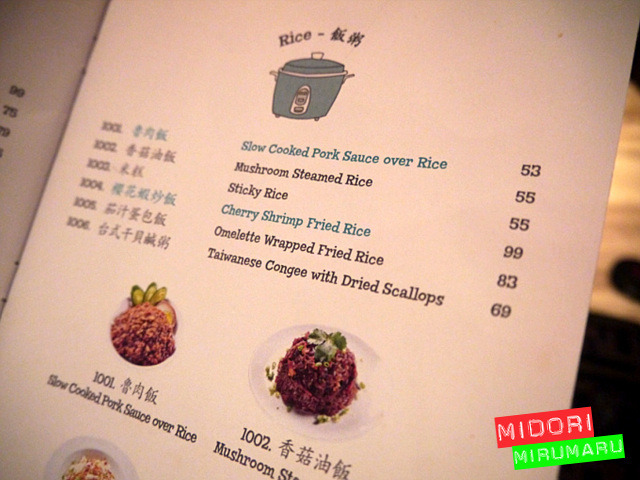 99
75
79
Rice - 飯粥
1001. 魯肉飯 Slow Cooked Pork Sauce over Rice 53
1002. 香菇油飯 Mushroom Steamed Rice 55
1003. 米糕 Sticky Rice 55
1004. 櫻花蝦炒飯 Cherry Shrimp Fried Rice 99
1005. 茄汁蛋包飯 Omelette Wrapped Fried Rice 83
1006. 台式干貝鹹粥 Taiwanese Congee with Dried Scallops 69
1001. 魯肉飯
Slow Cooked Pork Sauce over Rice
1002. 香菇油飯
Mushroom
MIDORI
MIRUMARU